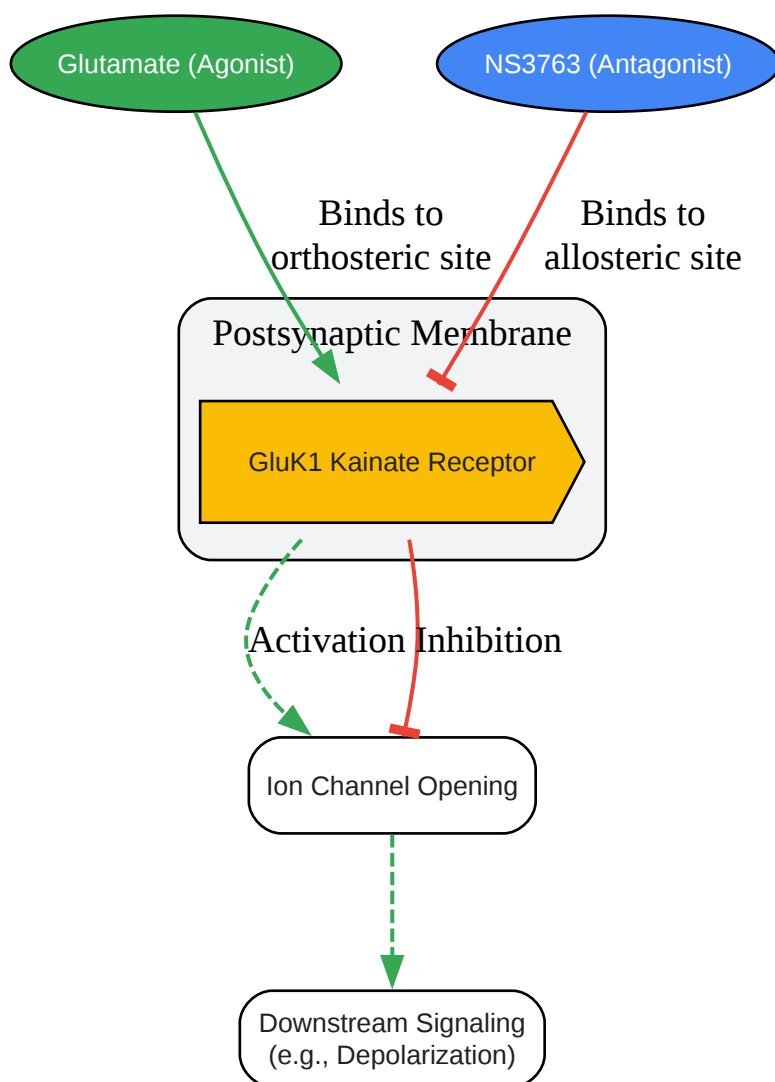 Glutamate (Agonist)
NS3763 (Antagonist)
Binds to
orthosteric site
Binds to
allosteric site
Postsynaptic Membrane
GluK1 Kainate Receptor
Activation
Inhibition
Ion Channel Opening
Downstream Signaling
(e.g., Depolarization)